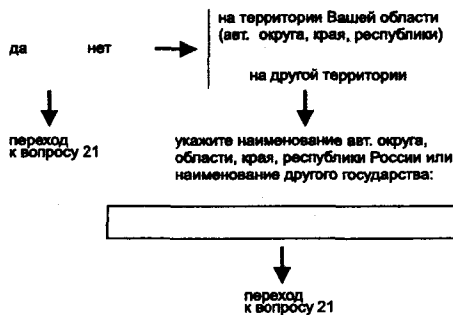 на территории Вашей области
(авт. округа, края, республики)
да нет
на другой территории
переход
к вопросу 21
укажите наименование авт. округа,
области, края, республики России или
наименование другого государства:
переход
к вопросу 21